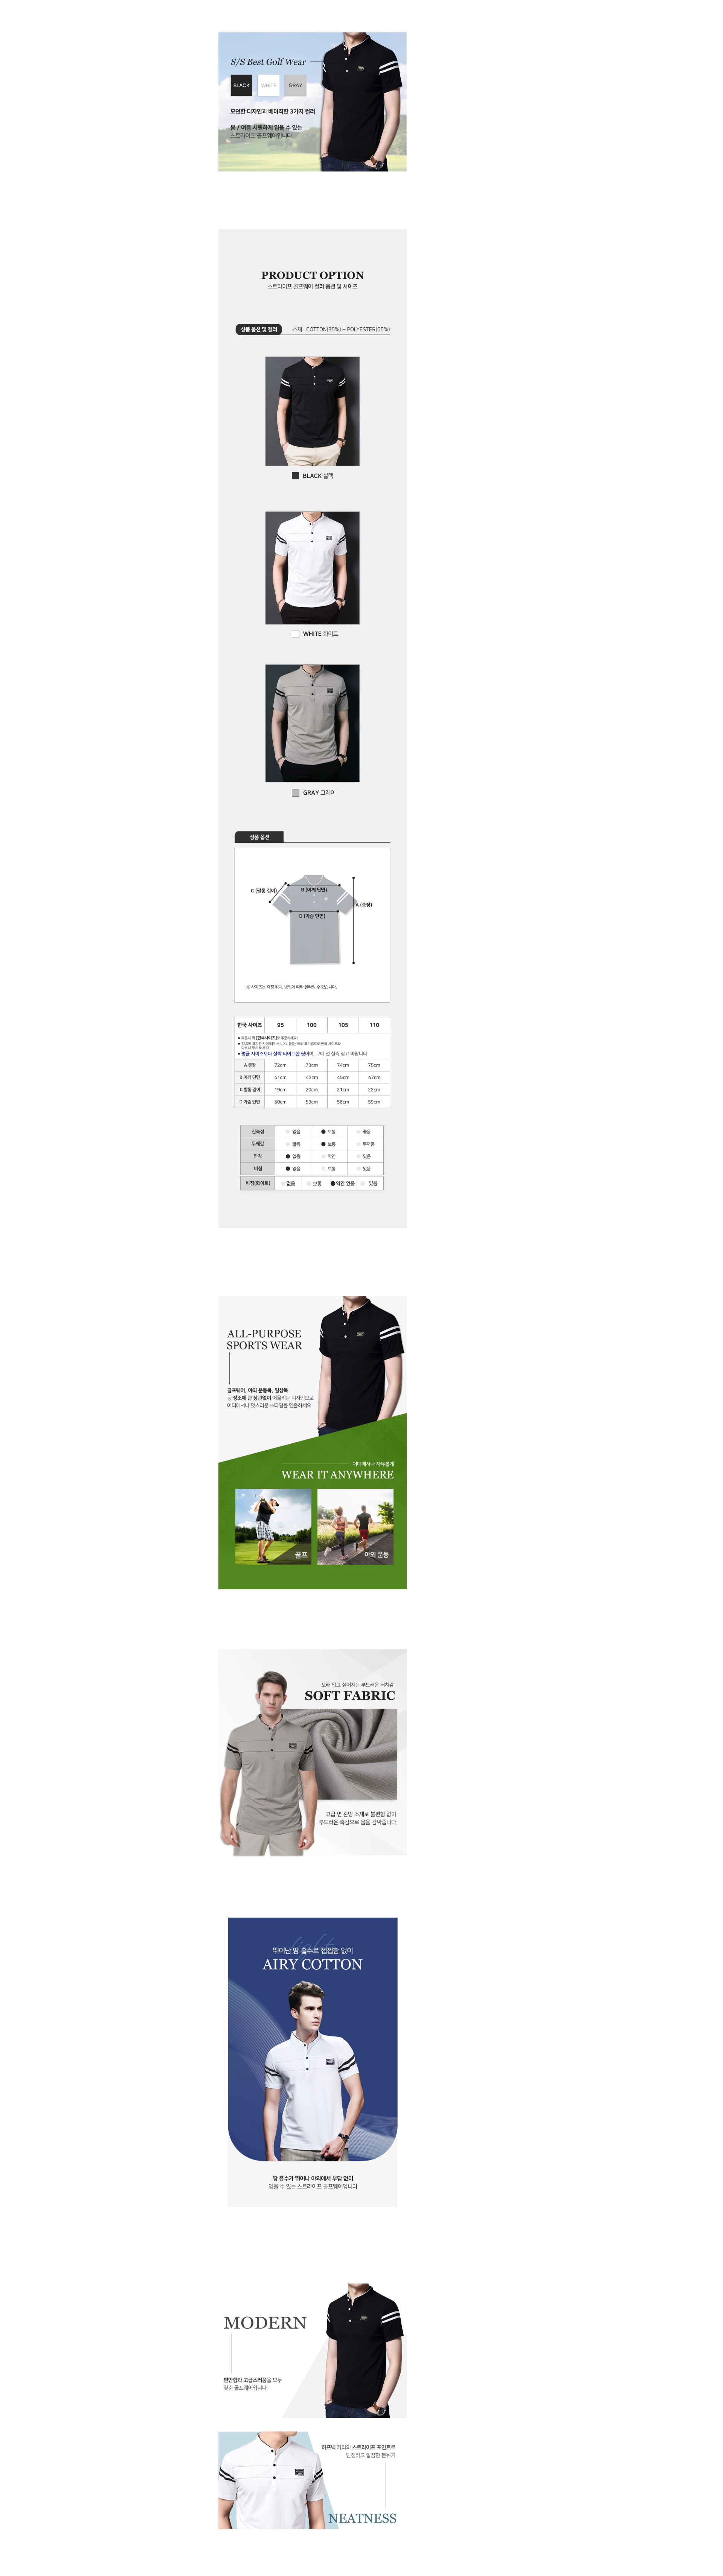 S/S Best Golf Wear
BLACK
WHITE
GRAY
모던한 디자인과 베이직한 3가지 컬러
봄 / 여름 시원하게 입을 수 있는
스트라이프 골프웨어입니다
PRODUCT OPTION
스트라이프 골프웨어 컬러 옵션 및 사이즈
상품 옵션 및 컬러
소재 : COTTON(35%) + POLYESTER(65%)
BLACK 블랙
WHITE 화이트
GRAY 그레이
상품 옵션
C (팔통 길이)
B (어깨 단면)
A (총장)
D (가슴 단면)
※ 사이즈는 측정 위치, 방법에 따라 달라질 수 있습니다.
한국 사이즈 95 100 105 110
평균 사이즈보다 살짝 타이트한 핏이며, 구매 전 실측 참고 바랍니다
A 총장 72cm 73cm 74cm 75cm
B 어깨 단면 41cm 43cm 45cm 47cm
C 팔통 길이 19cm 20cm 21cm 22cm
D 가슴 단면 50cm 53cm 56cm 59cm
신축성 없음 보통 좋음
두께감 얇음 보통 두꺼움
안감 없음 약간 있음
비침 없음 보통 있음
비침(화이트) 없음 보통 약간 있음 있음
ALL-PURPOSE
SPORTS WEAR
골프웨어, 야외 운동복, 일상복
등 장소에 큰 상관없이 어울리는 디자인으로
어디에서나 멋스러운 스타일을 연출하세요
어디에서나 자유롭게
WEAR IT ANYWHERE
골프
야외 운동
오래 입고 싶어지는 부드러운 터치감
SOFT FABRIC
고급 면 혼방 소재로 불편함 없이
부드러운 촉감으로 몸을 감싸줍니다
뛰어난 땀 흡수로 찝찝함 없이
AIRY COTTON
땀 흡수가 뛰어나 야외에서 부담 없이
입을 수 있는 스트라이프 골프웨어입니다
MODERN
편안함과 고급스러움을 모두
갖춘 골프웨어입니다
하프넥 카라와 스트라이프 포인트로
단정하고 깔끔한 분위기
NEATNESS